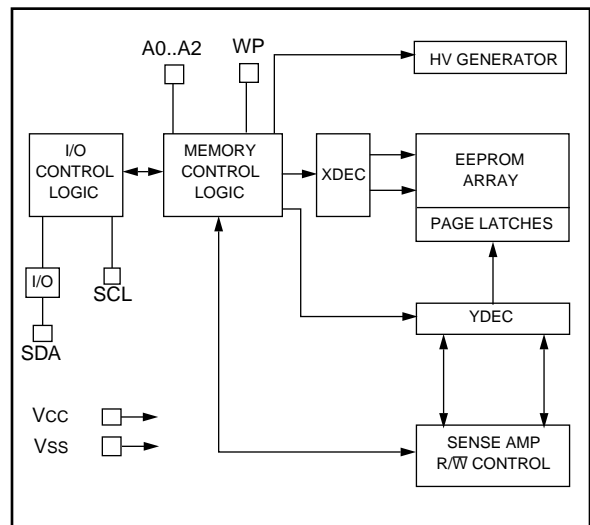 A0..A2
WP
HV GENERATOR
I/O
CONTROL
LOGIC
MEMORY
CONTROL
LOGIC
XDEC
EEPROM
ARRAY
PAGE LATCHES
I/O
SCL
SDA
YDEC
VCC
VSS
SENSE AMP
R/W̅ CONTROL